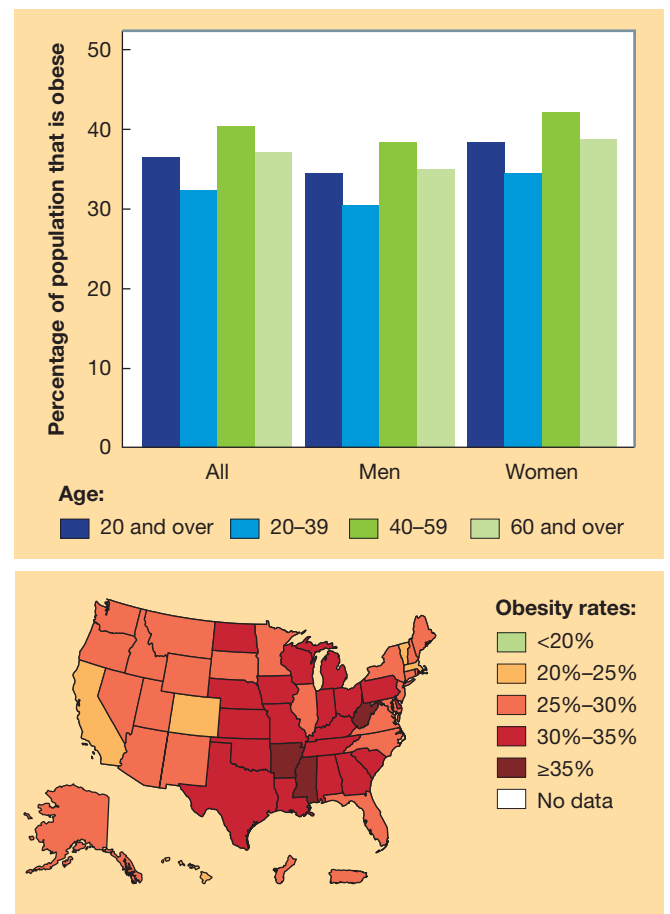 Percentage of population that is obese
50
40
30
20
10
0
All Men Women
Age:
20 and over 20–39 40–59 60 and over
Obesity rates:
<20%
20%–25%
25%–30%
30%–35%
≥35%
No data